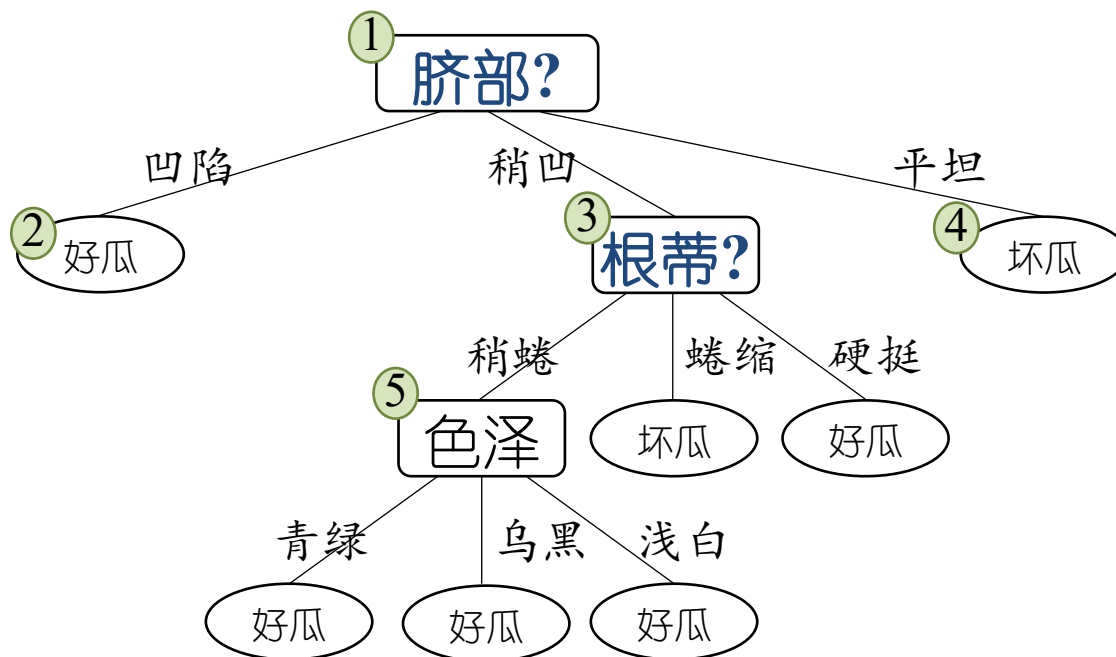 1
脐部?
凹陷
稍凹
平坦
2
好瓜
3
根蒂?
4
坏瓜
稍蜷
蜷缩
硬挺
5
色泽
坏瓜
好瓜
青绿
乌黑
浅白
好瓜
好瓜
好瓜